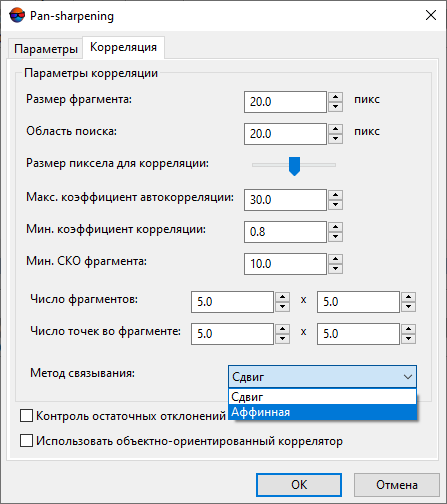 Pan-sharpening
Параметры Корреляция
Параметры корреляции
Размер фрагмента: 20.0 пикс
Область поиска: 20.0 пикс
Размер пиксела для корреляции:
Макс. коэффициент автокорреляции: 30.0
Мин. коэффициент корреляции: 0.8
Мин. СКО фрагмента: 10.0
Число фрагментов: 5.0 x 5.0
Число точек во фрагменте: 5.0 x 5.0
Метод связывания: Сдвиг
Сдвиг
Аффинная
Контроль остаточных отклонений
Использовать объектно-ориентированный коррелятор
OK Отмена